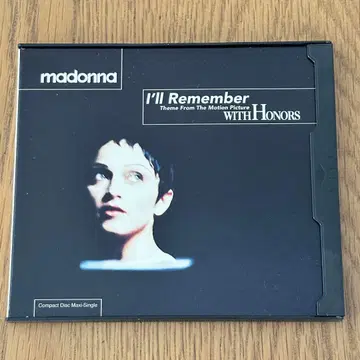 madonna
I'll Remember
Theme From The Motion Picture
WITH HONORS
Compact Disc Maxi-Single